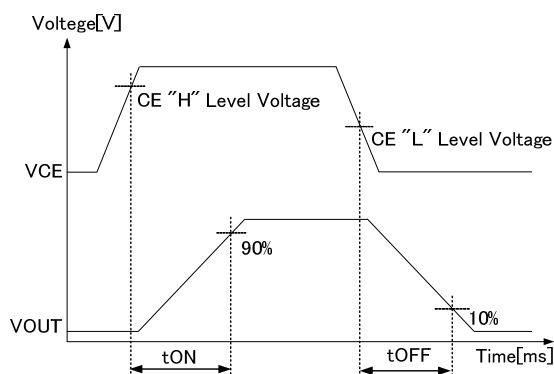 Voltege[V]
CE "H" Level Voltage
CE "L" Level Voltage
VCE
90%
10%
VOUT
tON
tOFF
Time[ms]